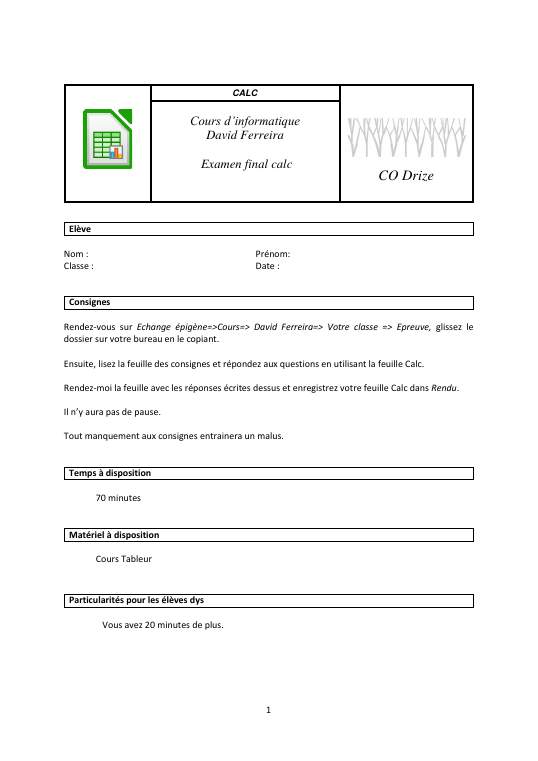 CALC
Cours d’informatique
David Ferreira
Examen final calc
CO Drize
Elève
Nom :
Prénom:
Classe :
Date :
Consignes
Rendez-vous sur Echange épigène=>Cours=> David Ferreira=> Votre classe => Epreuve, glissez le
dossier sur votre bureau en le copiant.
Ensuite, lisez la feuille des consignes et répondez aux questions en utilisant la feuille Calc.
Rendez-moi la feuille avec les réponses écrites dessus et enregistrez votre feuille Calc dans Rendu.
Il n’y aura pas de pause.
Tout manquement aux consignes entrainera un malus.
Temps à disposition
70 minutes
Matériel à disposition
Cours Tableur
Particularités pour les élèves dys
Vous avez 20 minutes de plus.
1